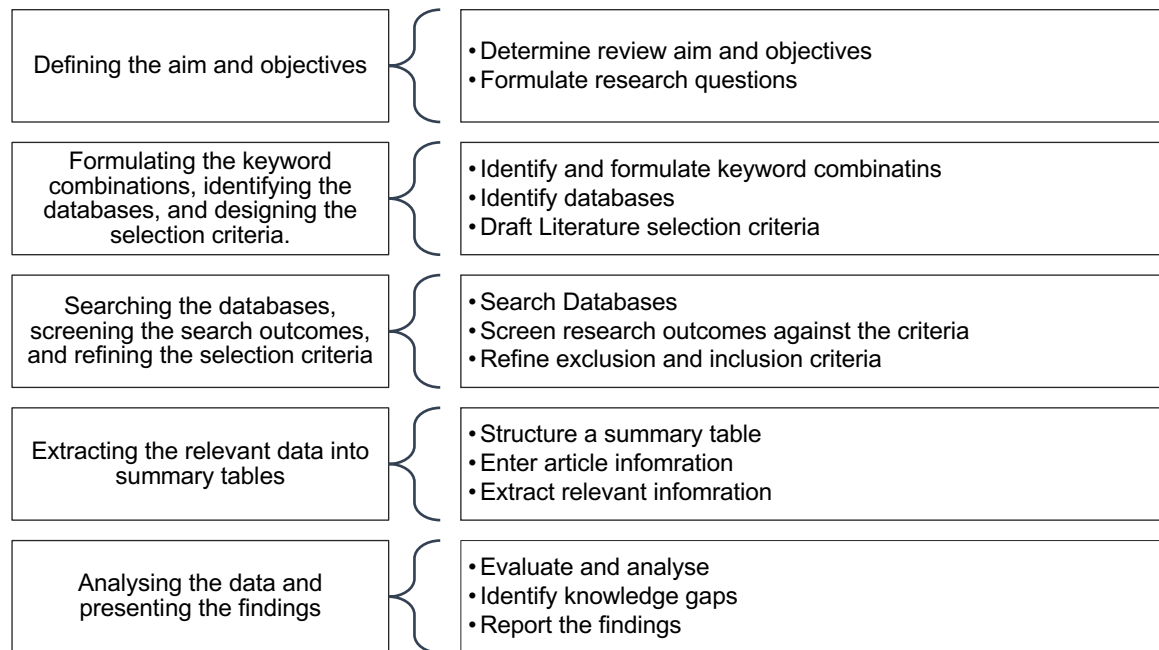 Defining the aim and objectives
• Determine review aim and objectives
• Formulate research questions
Formulating the keyword
combinations, identifying the
databases, and designing the
selection criteria.
• Identify and formulate keyword combinatins
• Identify databases
• Draft Literature selection criteria
Searching the databases,
screening the search outcomes,
and refining the selection criteria
• Search Databases
• Screen research outcomes against the criteria
• Refine exclusion and inclusion criteria
Extracting the relevant data into
summary tables
• Structure a summary table
• Enter article infomration
• Extract relevant infomration
Analysing the data and
presenting the findings
• Evaluate and analyse
• Identify knowledge gaps
• Report the findings